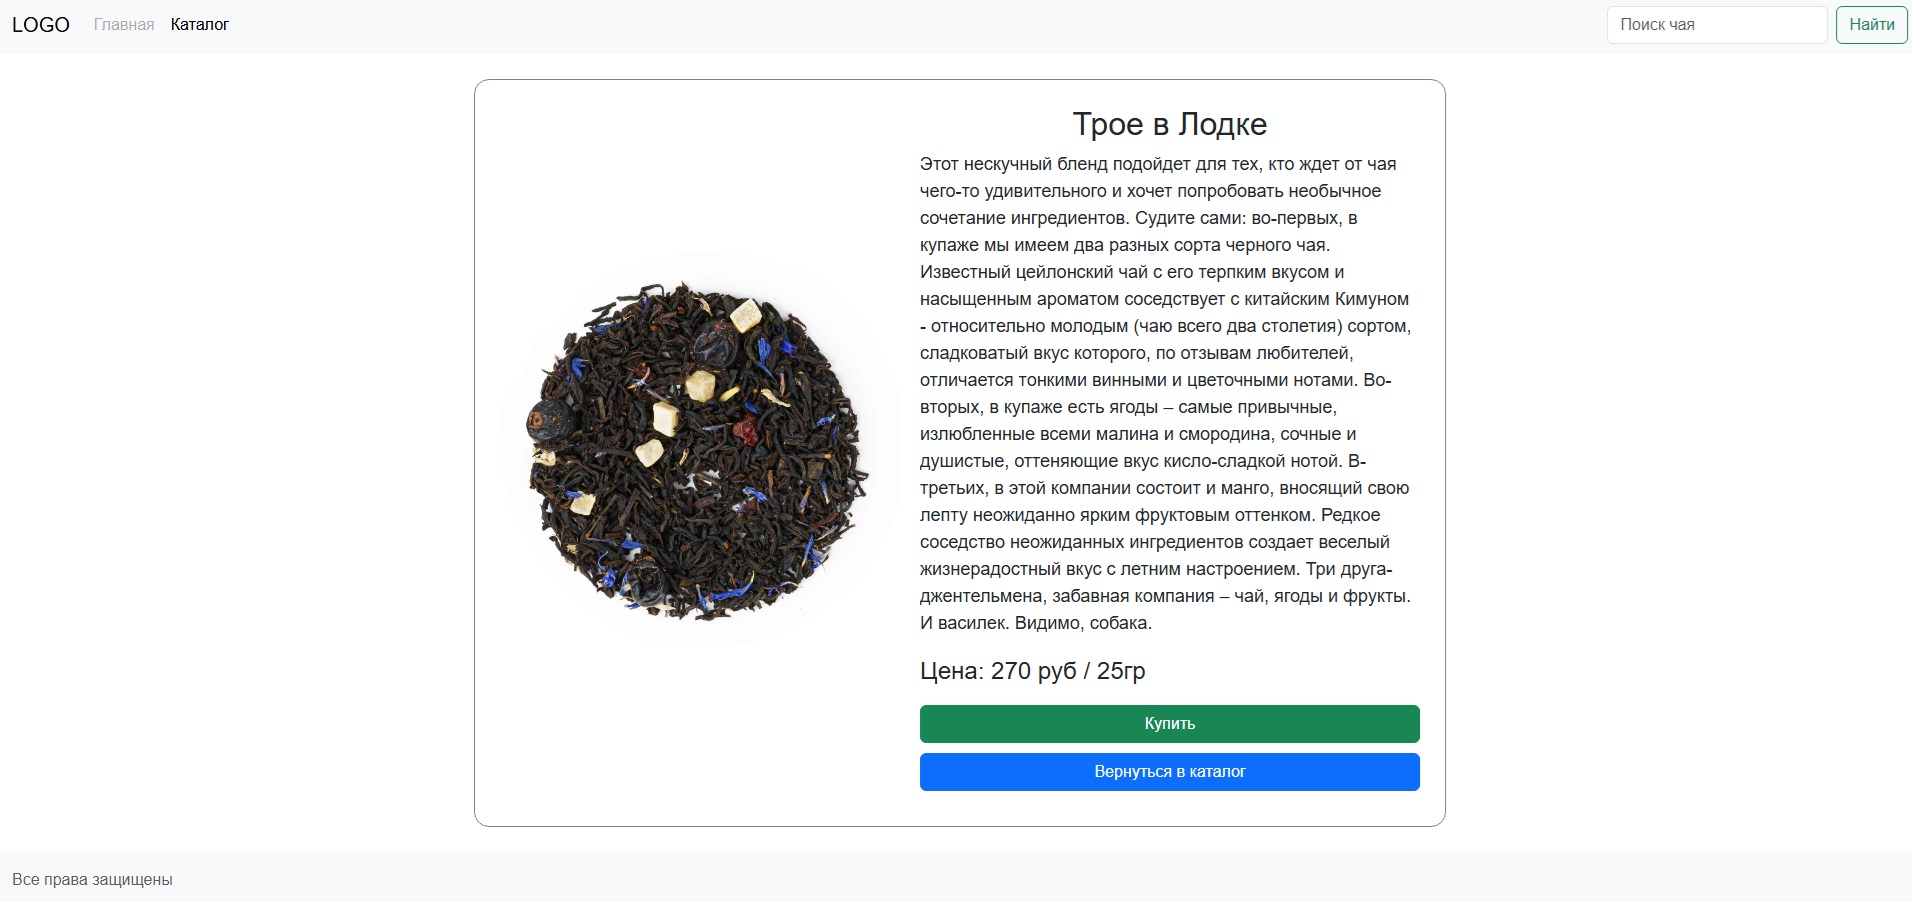 LOGO Главная Каталог Поиск чая Найти
Трое в Лодке
Этот нескучный бленд подойдет для тех, кто ждет от чая
чего-то удивительного и хочет попробовать необычное
сочетание ингредиентов. Судите сами: во-первых, в
купаже мы имеем два разных сорта черного чая.
Известный цейлонский чай с его терпким вкусом и
насыщенным ароматом соседствует с китайским Кимуном
- относительно молодым (чаю всего два столетия) сортом,
сладковатый вкус которого, по отзывам любителей,
отличается тонкими винными и цветочными нотами. Во-
вторых, в купаже есть ягоды – самые привычные,
излюбленные всеми малина и смородина, сочные и
душистые, оттеняющие вкус кисло-сладкой нотой. В-
третьих, в этой компании состоит и манго, вносящий свою
лепту неожиданно ярким фруктовым оттенком. Редкое
соседство неожиданных ингредиентов создает веселый
жизнерадостный вкус с летним настроением. Три друга-
джентельмена, забавная компания – чай, ягоды и фрукты.
И василек. Видимо, собака.
Цена: 270 руб / 25гр
Купить
Вернуться в каталог
Все права защищены